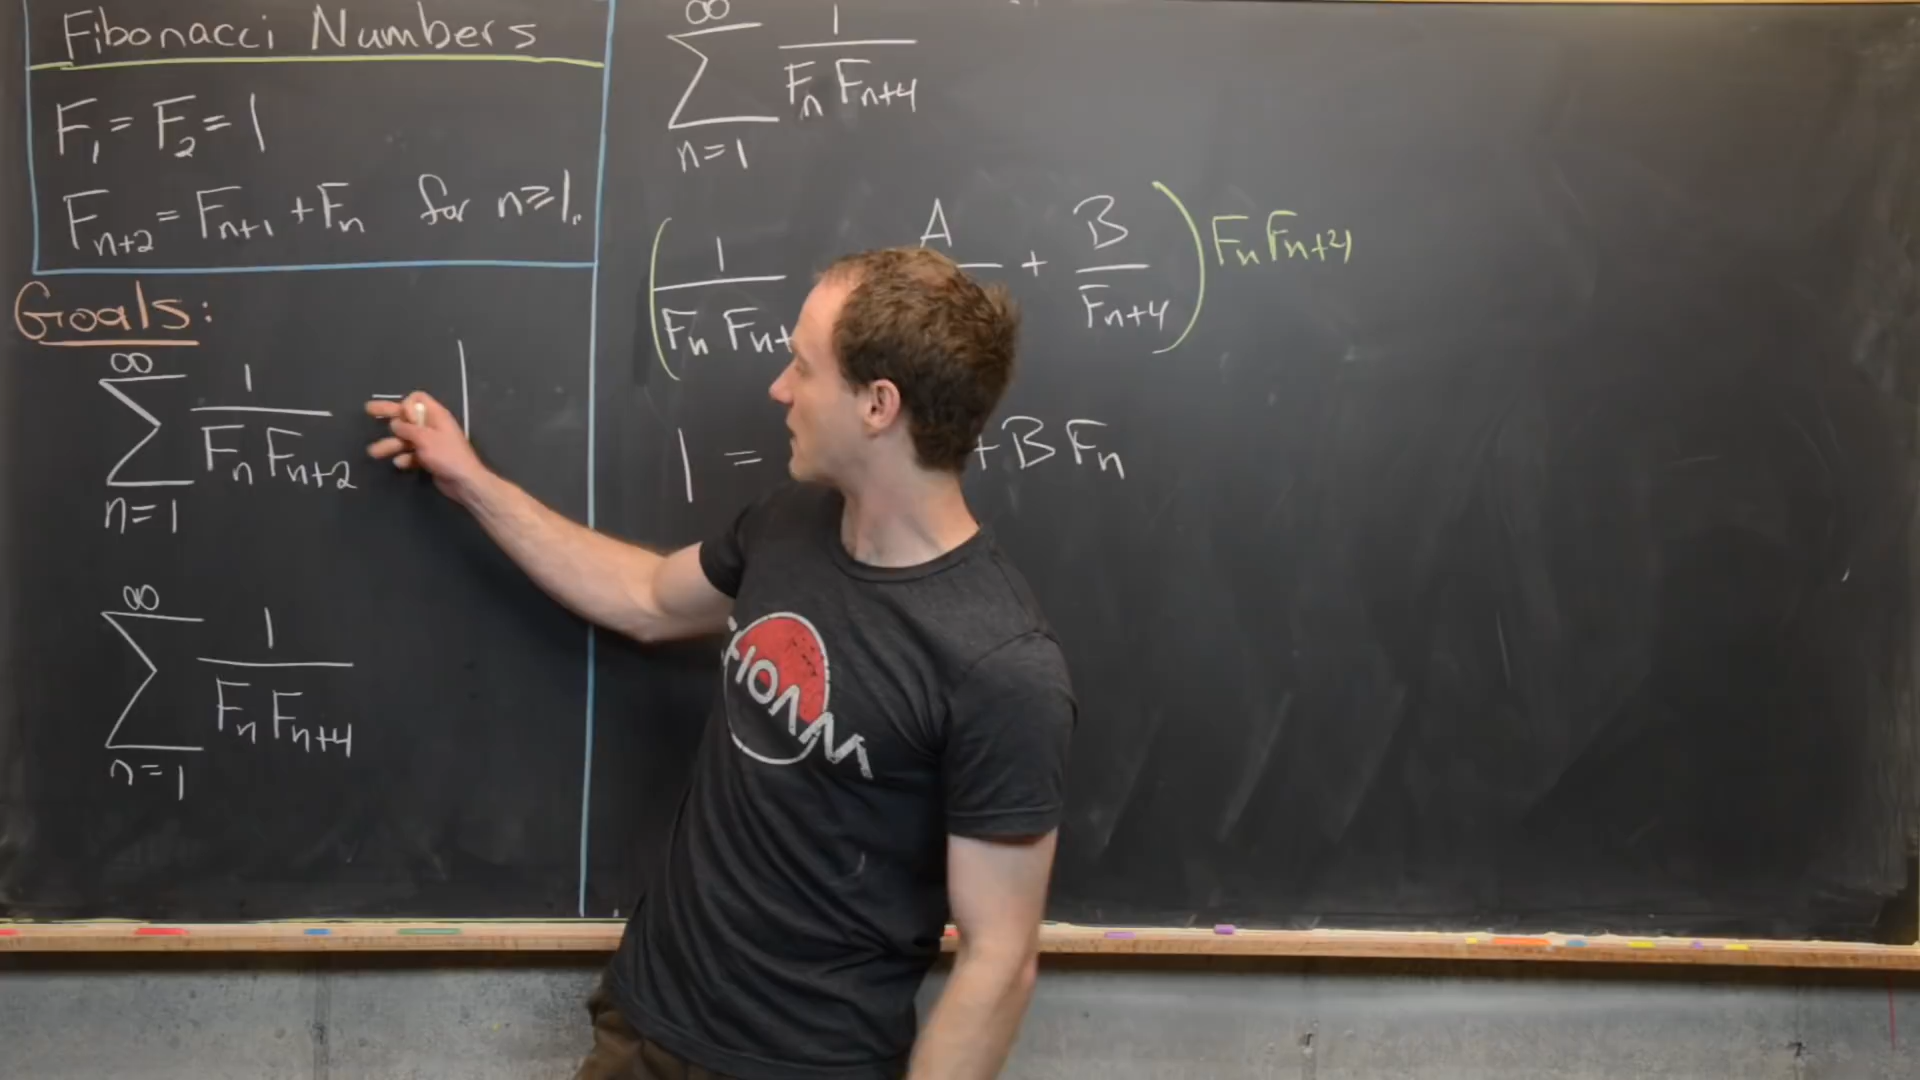 Fibonacci Numbers
F₁ = F₂ = 1
Fₙ₊₂ = Fₙ₊₁ + Fₙ for n ≥ 1.
Goals:
∞
∑ 1 / (Fₙ Fₙ₊₂) = 1
n=1
∞
∑ 1 / (Fₙ Fₙ₊₄)
n=1
∞
∑ 1 / (Fₙ Fₙ₊₄)
n=1
( 1 / (Fₙ Fₙ₊ A + B / Fₙ₊₄ ) Fₙ Fₙ₊₄
1 = + B Fₙ